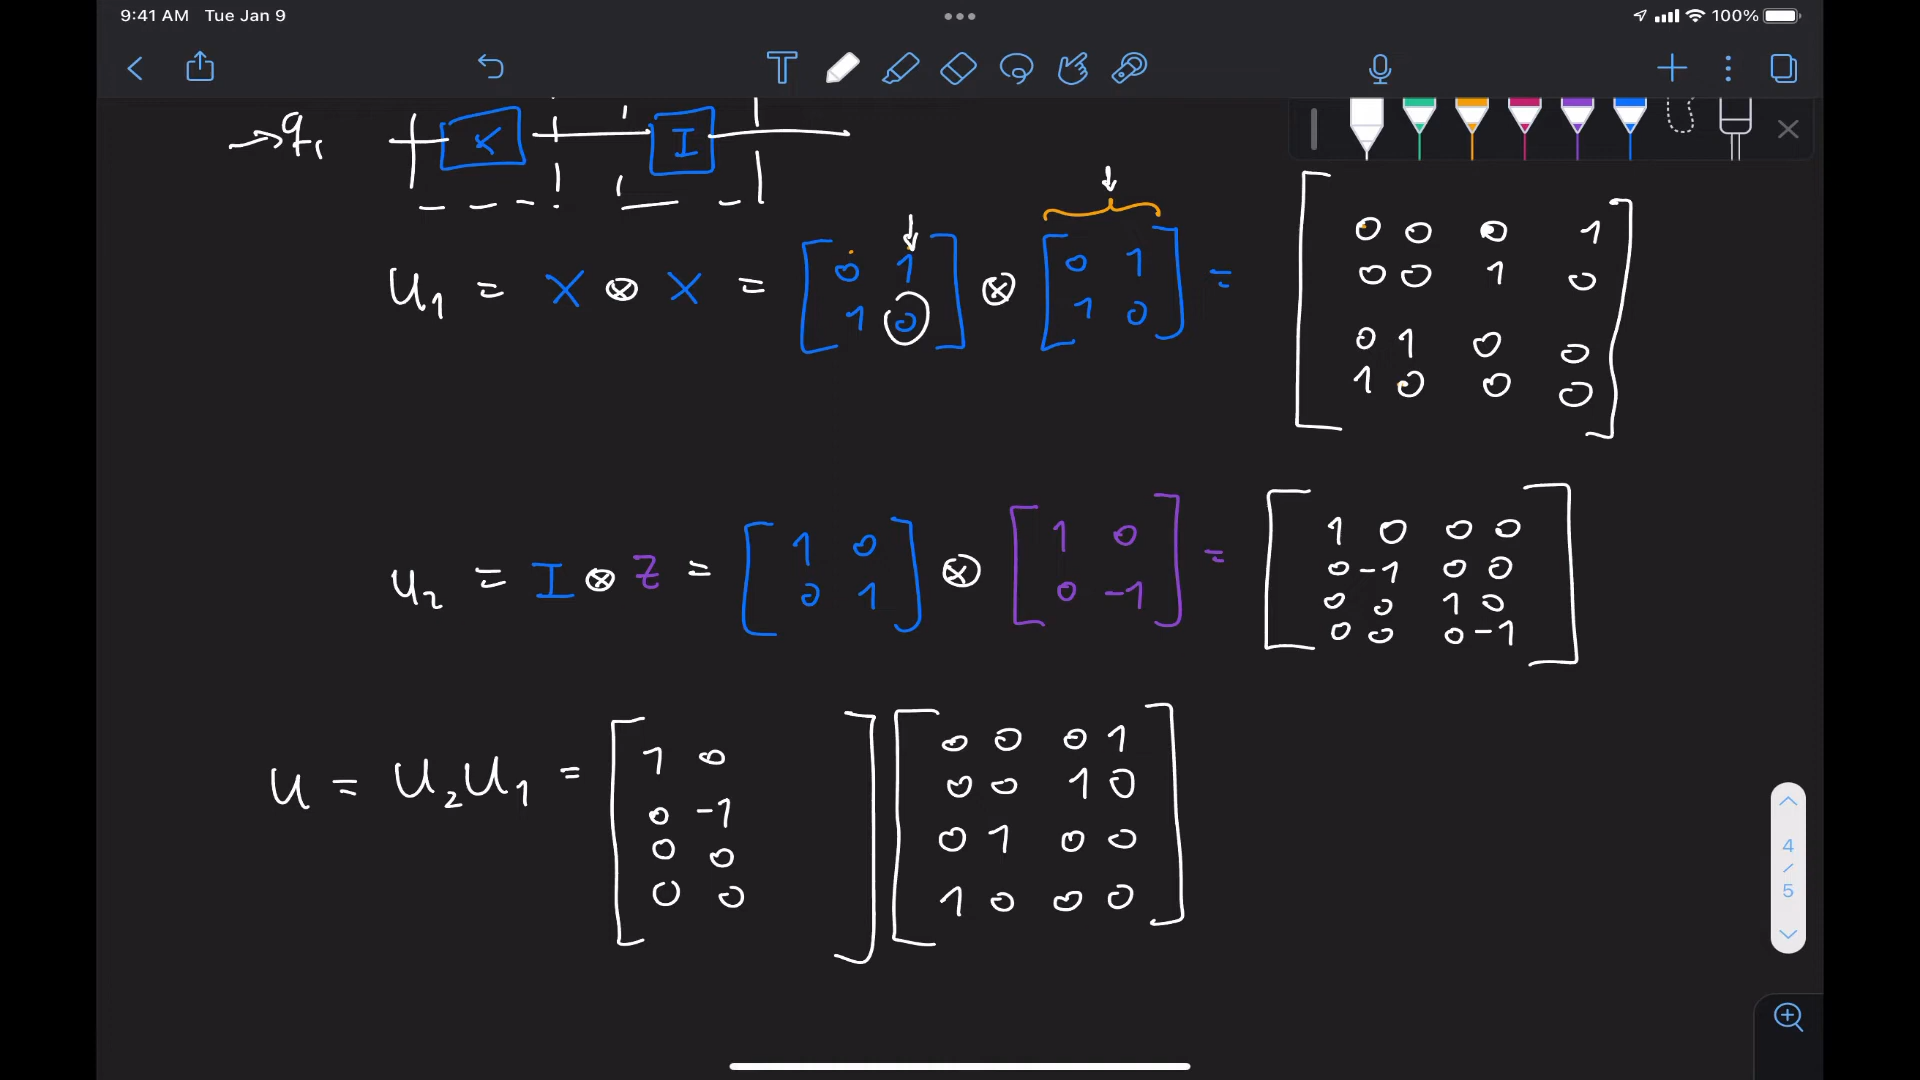 9:41 AM Tue Jan 9 100%
→ q₁ X I
U₁ = X ⊗ X = [0 1; 1 0] ⊗ [0 1; 1 0] = [0 0 0 1; 0 0 1 0; 0 1 0 0; 1 0 0 0]
U₂ = I ⊗ Z = [1 0; 0 1] ⊗ [1 0; 0 -1] = [1 0 0 0; 0 -1 0 0; 0 0 1 0; 0 0 0 -1]
U = U₂U₁ = [1 0; 0 -1; 0 0; 0 0] [0 0 0 1; 0 0 1 0; 0 1 0 0; 1 0 0 0]
4
/
5